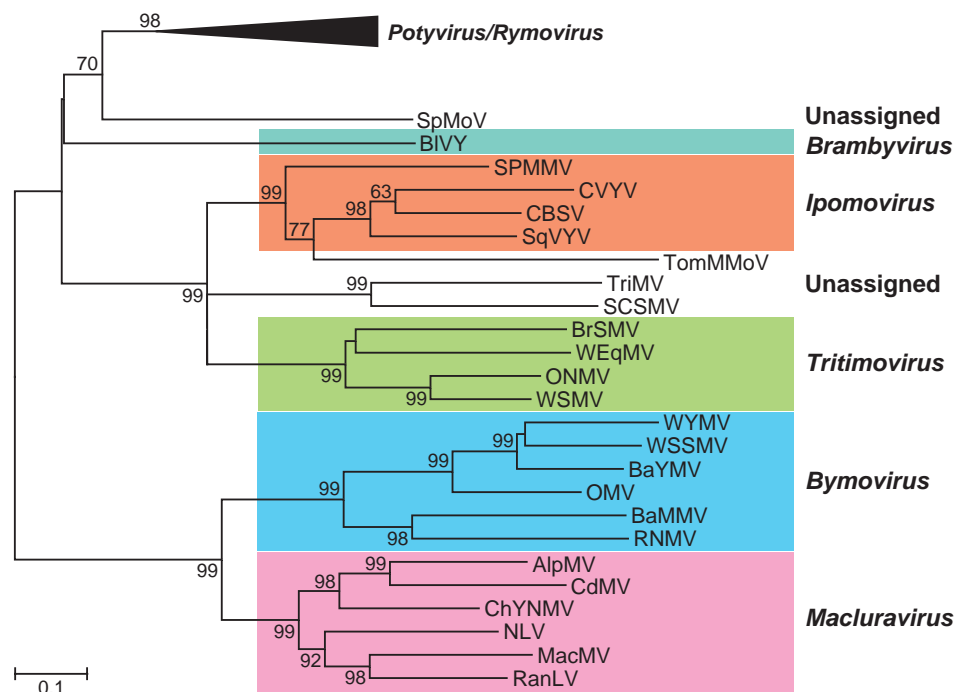 98
Potyvirus/Rymovirus
70
SpMoV
Unassigned
BlVY
Brambyvirus
SPMMV
99
63
CVYV
Ipomovirus
98
CBSV
77
SqVYV
TomMMoV
99
99
TriMV
Unassigned
SCSMV
BrSMV
WEqMV
Tritimovirus
99
ONMV
99
WSMV
WYMV
99
WSSMV
99
BaYMV
Bymovirus
99
OMV
BaMMV
98
RNMV
99
99
AlpMV
98
CdMV
ChYNMV
Macluravirus
99
NLV
92
MacMV
98
RanLV
0.1